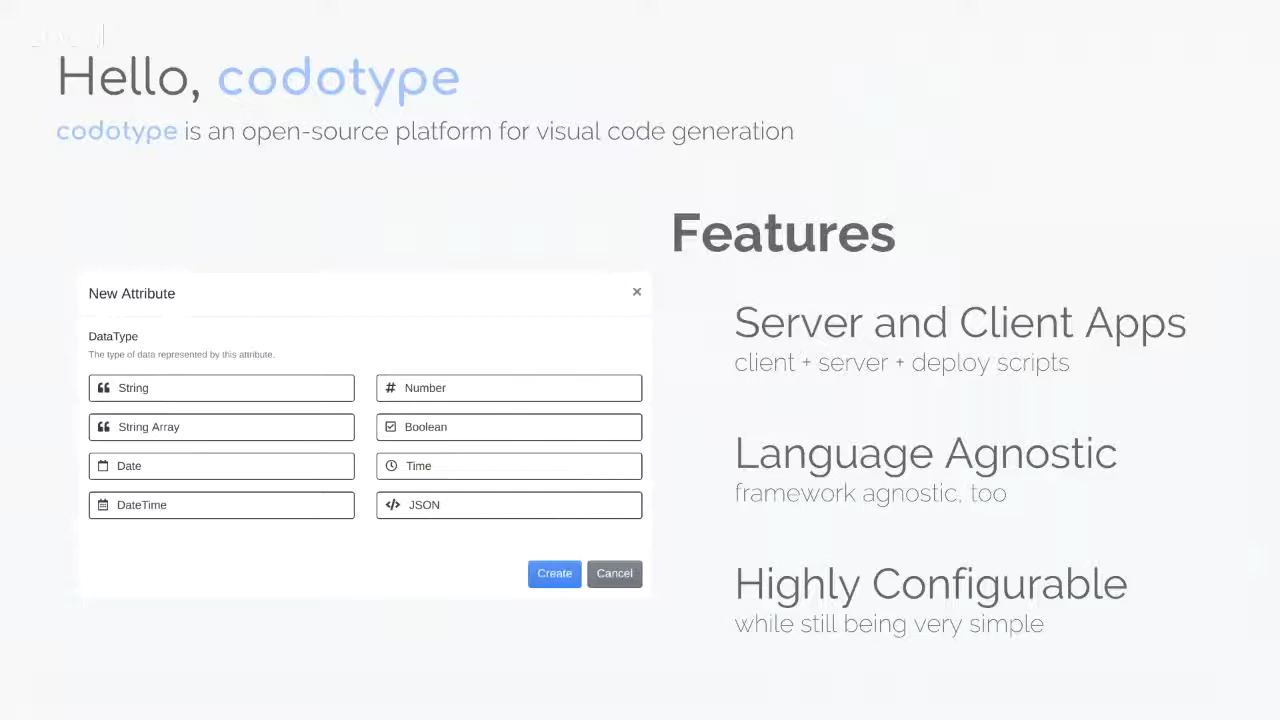 Hello, codotype
codotype is an open-source platform for visual code generation
Features
New Attribute ×
DataType
The type of data represented by this attribute.
String
Number
String Array
Boolean
Date
Time
DateTime
JSON
Create
Cancel
Server and Client Apps
client + server + deploy scripts
Language Agnostic
framework agnostic, too
Highly Configurable
while still being very simple